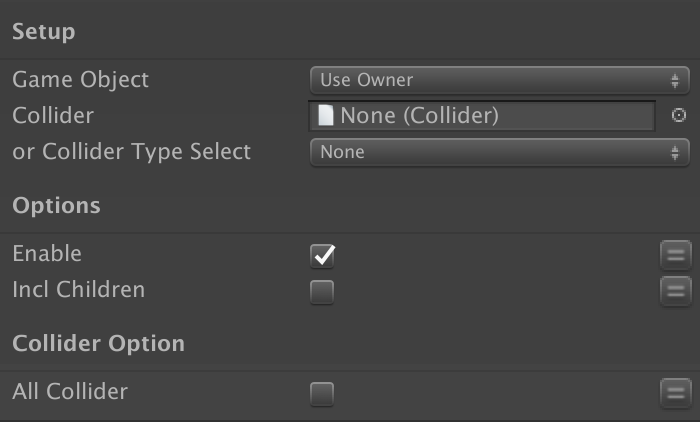 Setup
Game Object Use Owner
Collider None (Collider)
or Collider Type Select None
Options
Enable
Incl Children
Collider Option
All Collider